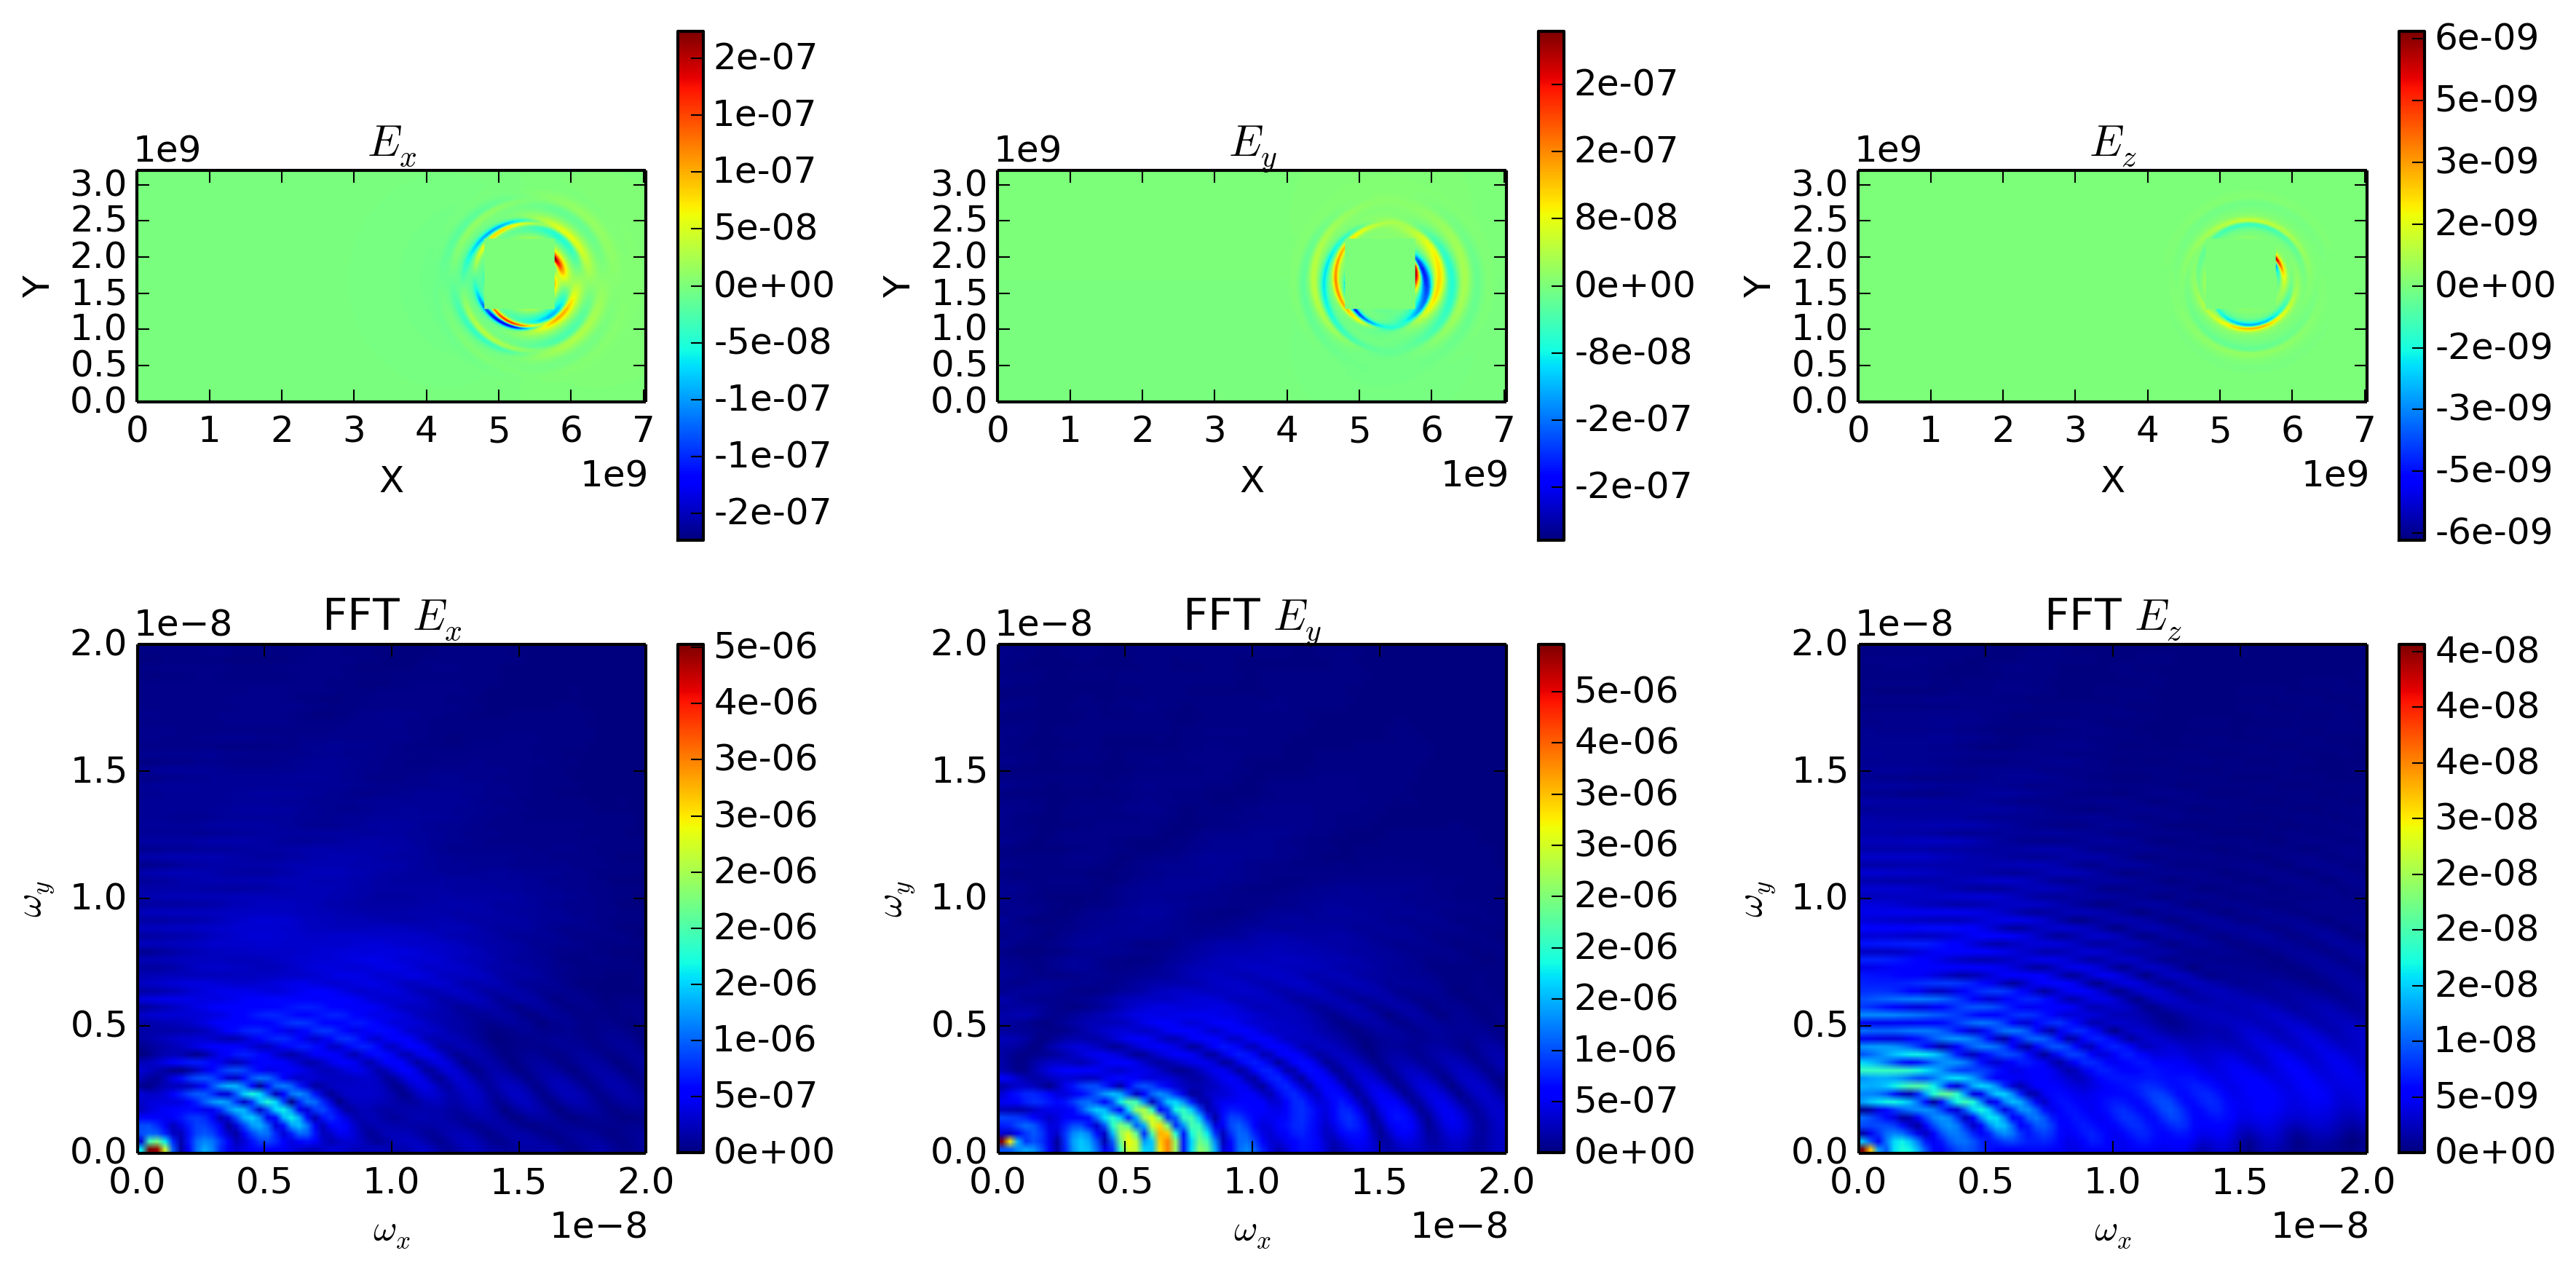 1e9
E_x
3.0
2.5
2.0
1.5
1.0
0.5
0.0
Y
0 1 2 3 4 5 6 7
X
1e9
2e-07
1e-07
1e-07
5e-08
0e+00
-5e-08
-1e-07
-1e-07
-2e-07
1e9
E_y
3.0
2.5
2.0
1.5
1.0
0.5
0.0
Y
0 1 2 3 4 5 6 7
X
1e9
2e-07
2e-07
8e-08
0e+00
-8e-08
-2e-07
-2e-07
1e9
E_z
3.0
2.5
2.0
1.5
1.0
0.5
0.0
Y
0 1 2 3 4 5 6 7
X
1e9
6e-09
5e-09
3e-09
2e-09
0e+00
-2e-09
-3e-09
-5e-09
-6e-09
1e−8
FFT E_x
2.0
1.5
1.0
0.5
0.0
ω_y
0.0 0.5 1.0 1.5 2.0
ω_x
1e−8
5e-06
4e-06
4e-06
3e-06
3e-06
2e-06
2e-06
2e-06
1e-06
5e-07
0e+00
1e−8
FFT E_y
2.0
1.5
1.0
0.5
0.0
ω_y
0.0 0.5 1.0 1.5 2.0
ω_x
1e−8
5e-06
4e-06
3e-06
3e-06
2e-06
2e-06
2e-06
1e-06
5e-07
0e+00
1e−8
FFT E_z
2.0
1.5
1.0
0.5
0.0
ω_y
0.0 0.5 1.0 1.5 2.0
ω_x
1e−8
4e-08
4e-08
4e-08
3e-08
2e-08
2e-08
2e-08
1e-08
5e-09
0e+00